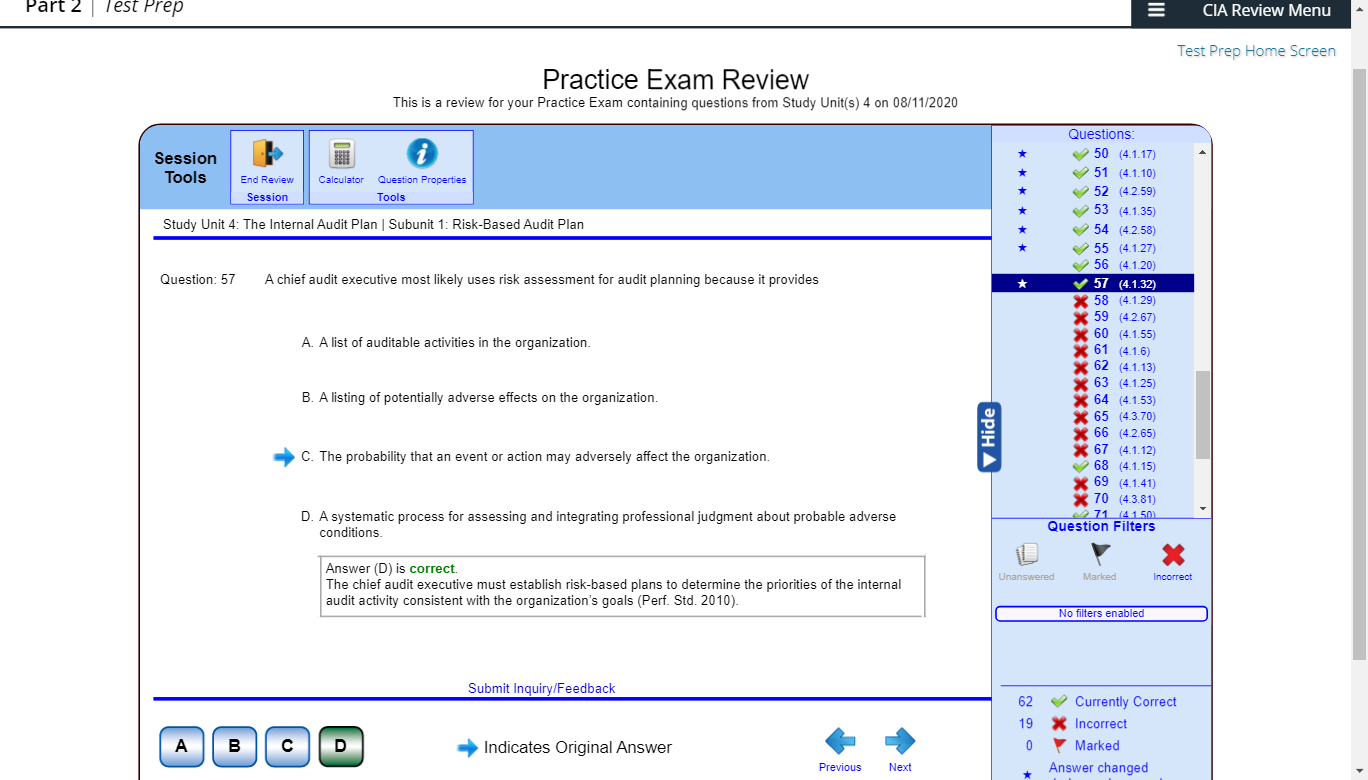 Part 2 | Test Prep
CIA Review Menu
Test Prep Home Screen
Practice Exam Review
This is a review for your Practice Exam containing questions from Study Unit(s) 4 on 08/11/2020
Session
Tools
End Review
Session
Calculator
Question Properties
Tools
Study Unit 4: The Internal Audit Plan | Subunit 1: Risk-Based Audit Plan
Question: 57
A chief audit executive most likely uses risk assessment for audit planning because it provides
A. A list of auditable activities in the organization.
B. A listing of potentially adverse effects on the organization.
C. The probability that an event or action may adversely affect the organization.
D. A systematic process for assessing and integrating professional judgment about probable adverse
conditions.
Answer (D) is correct.
The chief audit executive must establish risk-based plans to determine the priorities of the internal
audit activity consistent with the organization's goals (Perf. Std. 2010).
Submit Inquiry/Feedback
A
B
C
D
Indicates Original Answer
Previous
Next
Hide
Questions:
50 (4.1.17)
51 (4.1.10)
52 (4.2.59)
53 (4.1.35)
54 (4.2.58)
55 (4.1.27)
56 (4.1.20)
57 (4.1.32)
58 (4.1.29)
59 (4.2.67)
60 (4.1.55)
61 (4.1.6)
62 (4.1.13)
63 (4.1.25)
64 (4.1.53)
65 (4.3.70)
66 (4.2.65)
67 (4.1.12)
68 (4.1.15)
69 (4.1.41)
70 (4.3.81)
71 (4.1.50)
Question Filters
Unanswered
Marked
Incorrect
No filters enabled
62 Currently Correct
19 Incorrect
0 Marked
Answer changed